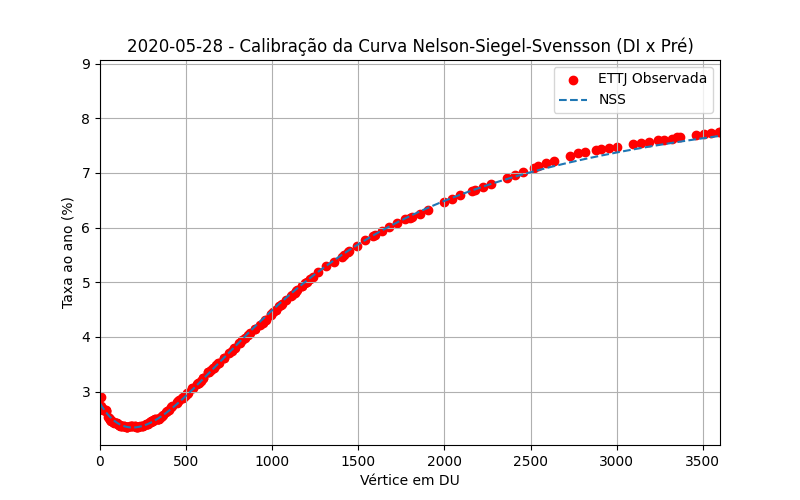 2020-05-28 - Calibração da Curva Nelson-Siegel-Svensson (DI x Pré)
ETTJ Observada
NSS
Taxa ao ano (%)
9
8
7
6
5
4
3
0 500 1000 1500 2000 2500 3000 3500
Vértice em DU